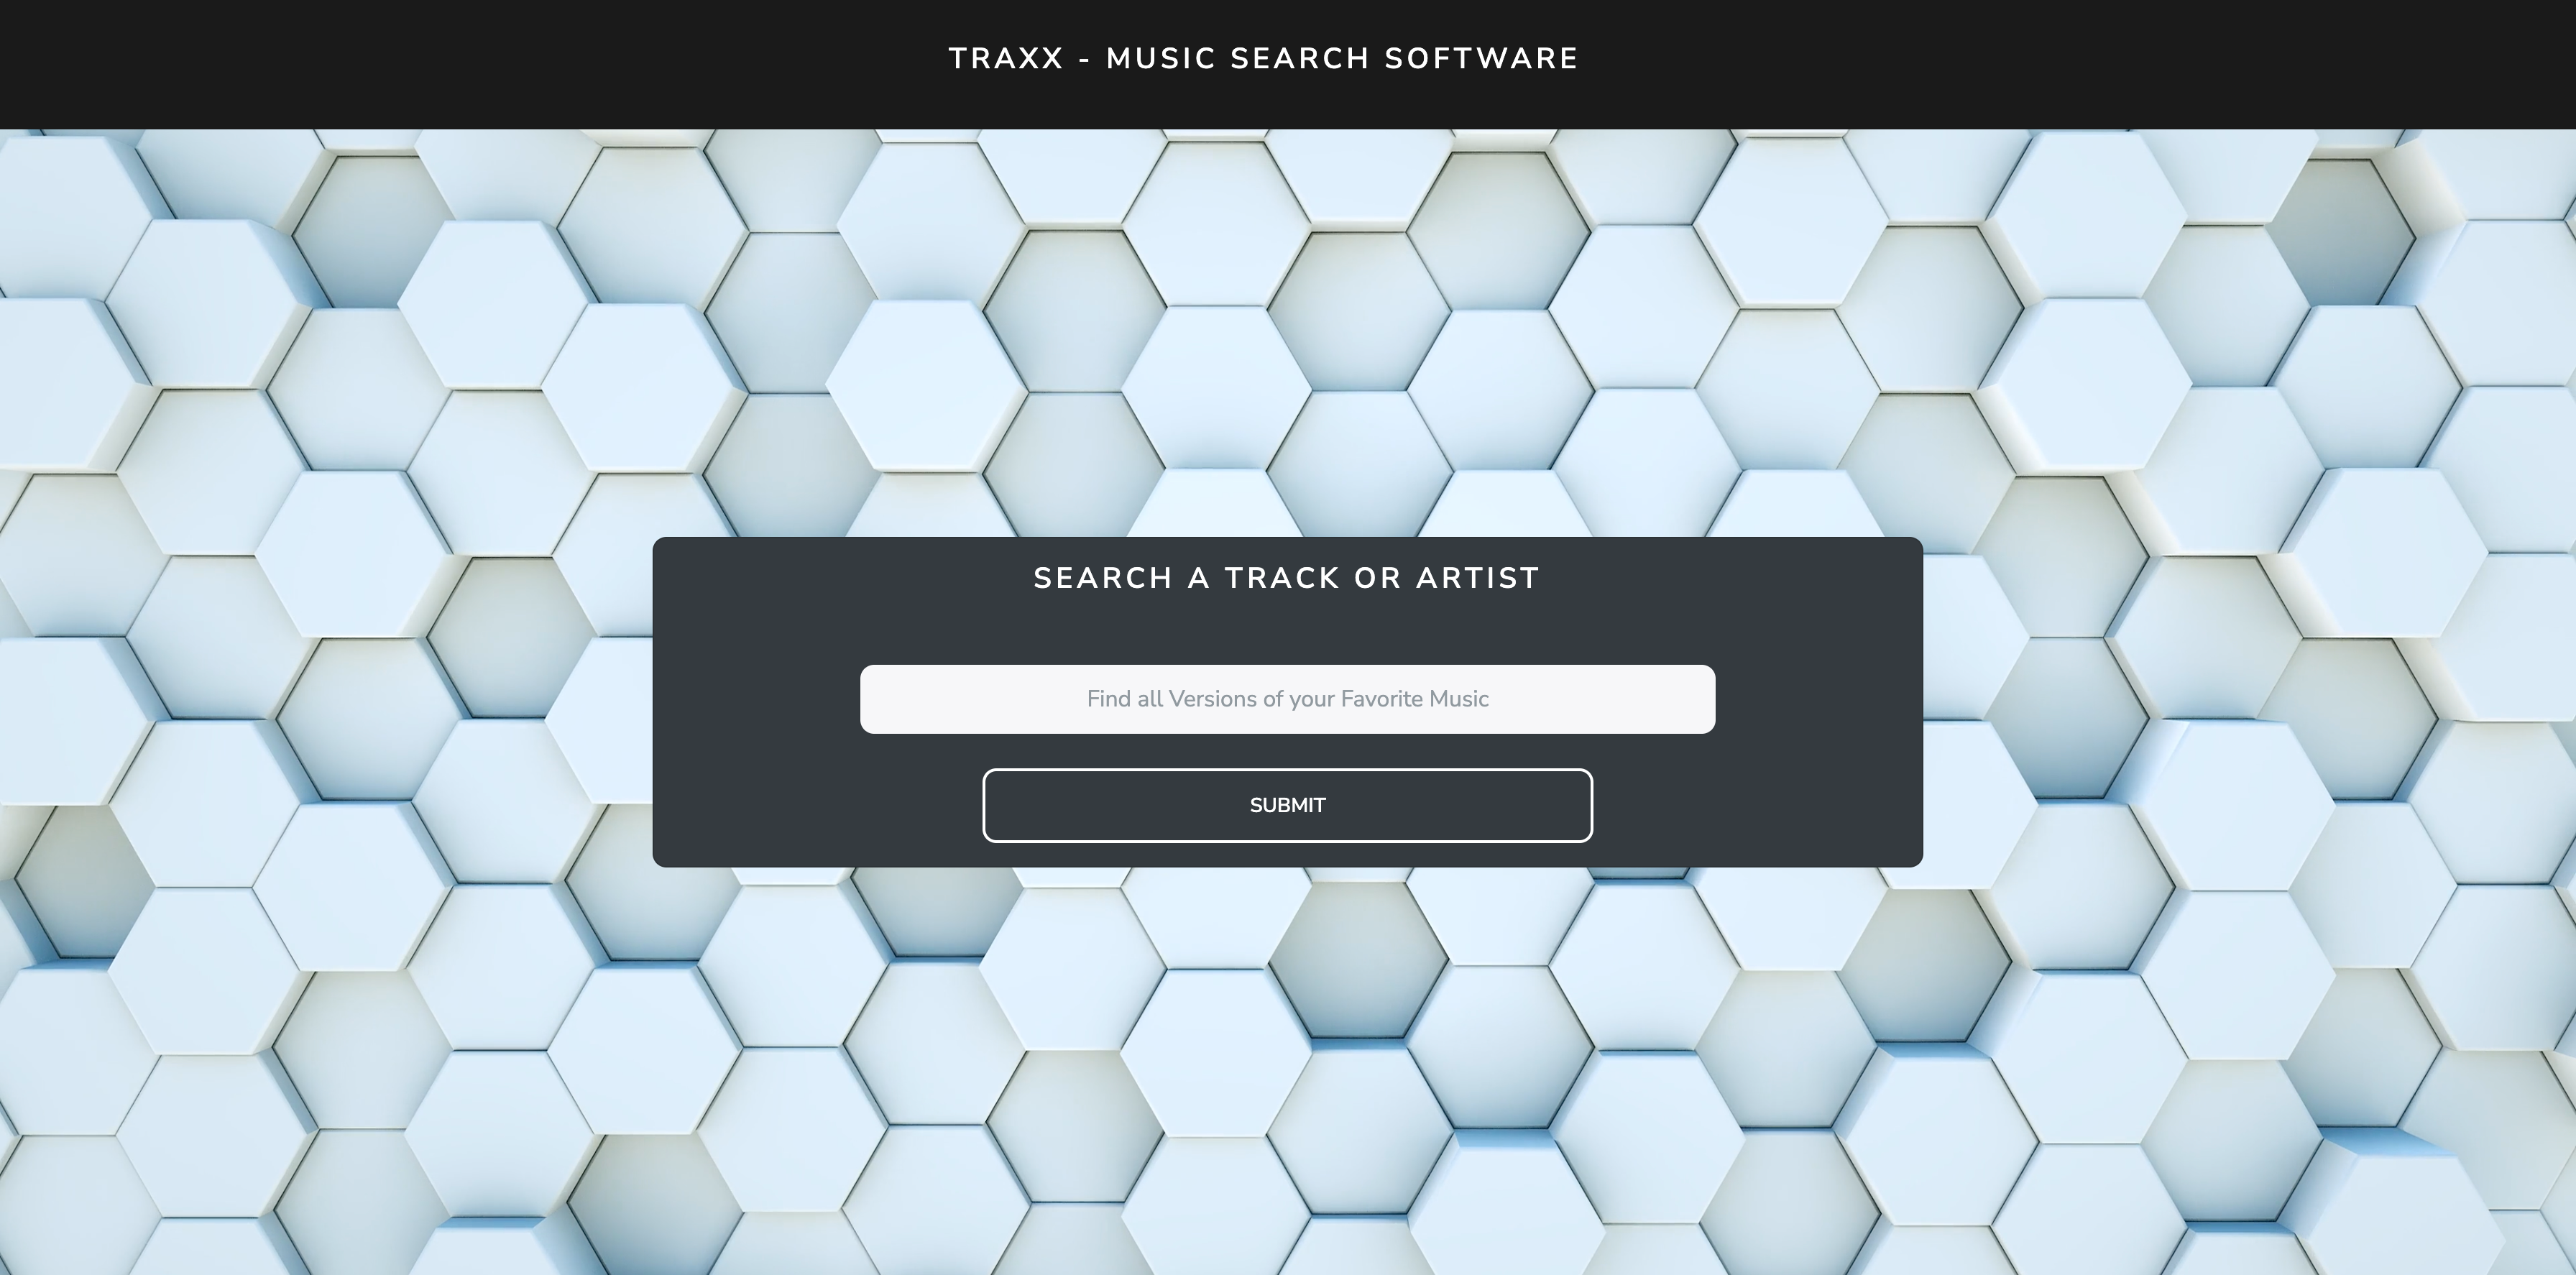 TRAXX - MUSIC SEARCH SOFTWARE
SEARCH A TRACK OR ARTIST
Find all Versions of your Favorite Music
SUBMIT